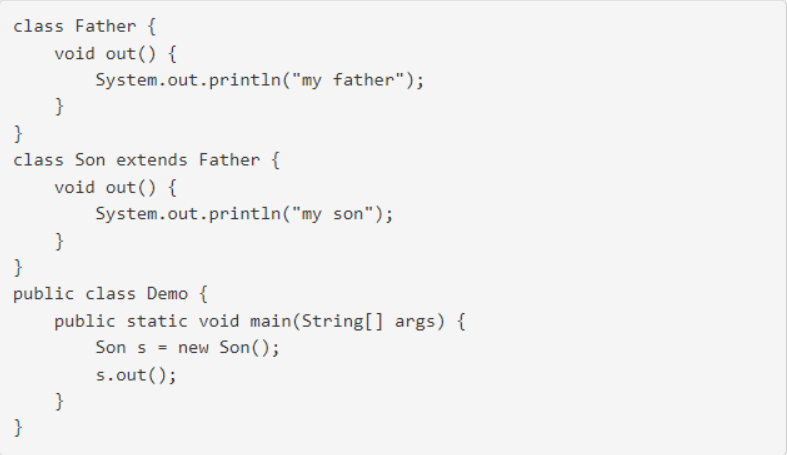 class Father {
    void out() {
        System.out.println("my father");
    }
}
class Son extends Father {
    void out() {
        System.out.println("my son");
    }
}
public class Demo {
    public static void main(String[] args) {
        Son s = new Son();
        s.out();
    }
}